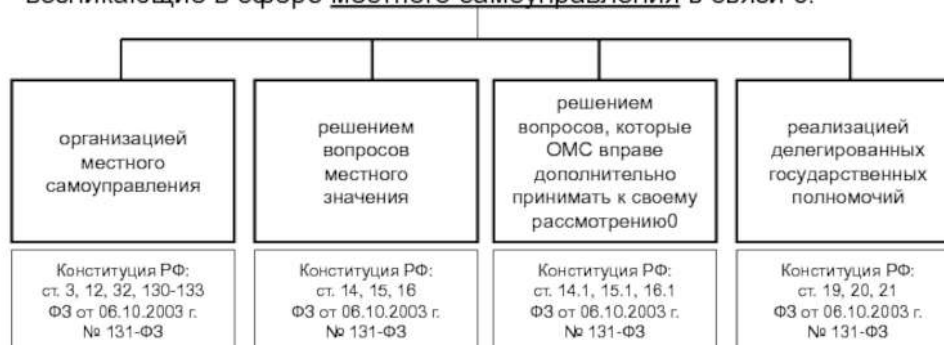 возникающие в сфере местного самоуправления в связи с:
организацией
местного
самоуправления
решением
вопросов
местного
значения
решением
вопросов, которые
ОМС вправе
дополнительно
принимать к своему
рассмотрению0
реализацией
делегированных
государственных
полномочий
Конституция РФ:
ст. 3, 12, 32, 130-133
ФЗ от 06.10.2003 г.
№ 131-ФЗ
Конституция РФ:
ст. 14, 15, 16
ФЗ от 06.10.2003 г.
№ 131-ФЗ
Конституция РФ:
ст. 14.1, 15.1, 16.1
ФЗ от 06.10.2003 г.
№ 131-ФЗ
Конституция РФ:
ст. 19, 20, 21
ФЗ от 06.10.2003 г.
№ 131-ФЗ